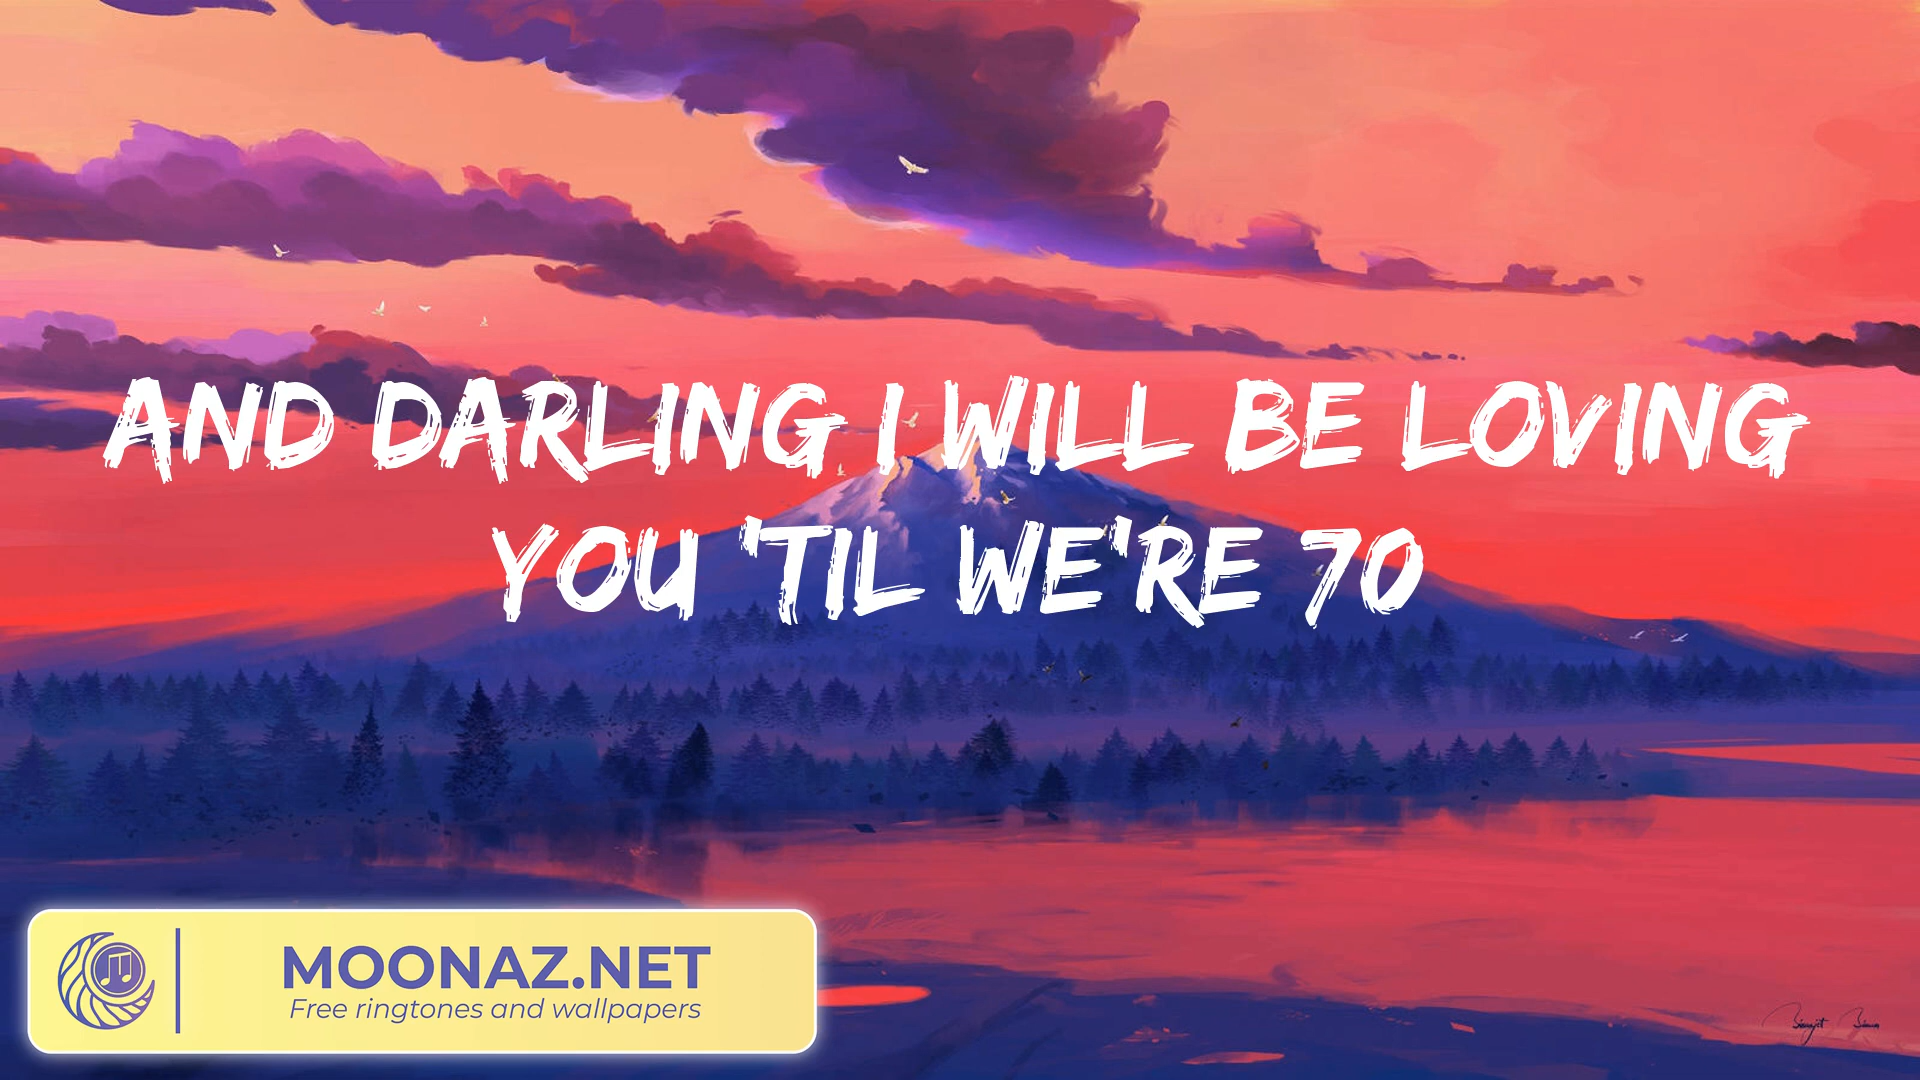 AND DARLING I WILL BE LOVING
YOU 'TIL WE'RE 70
MOONAZ.NET
Free ringtones and wallpapers